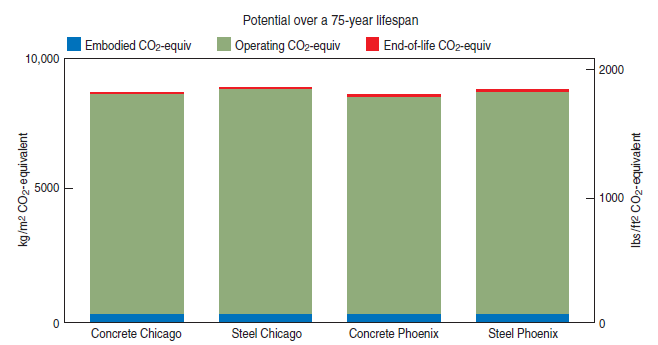 Potential over a 75-year lifespan
Embodied CO2-equiv Operating CO2-equiv End-of-life CO2-equiv
10,000
5000
0
kg/m2 CO2-equivalent
2000
1000
0
lbs/ft2 CO2-equivalent
Concrete Chicago Steel Chicago Concrete Phoenix Steel Phoenix